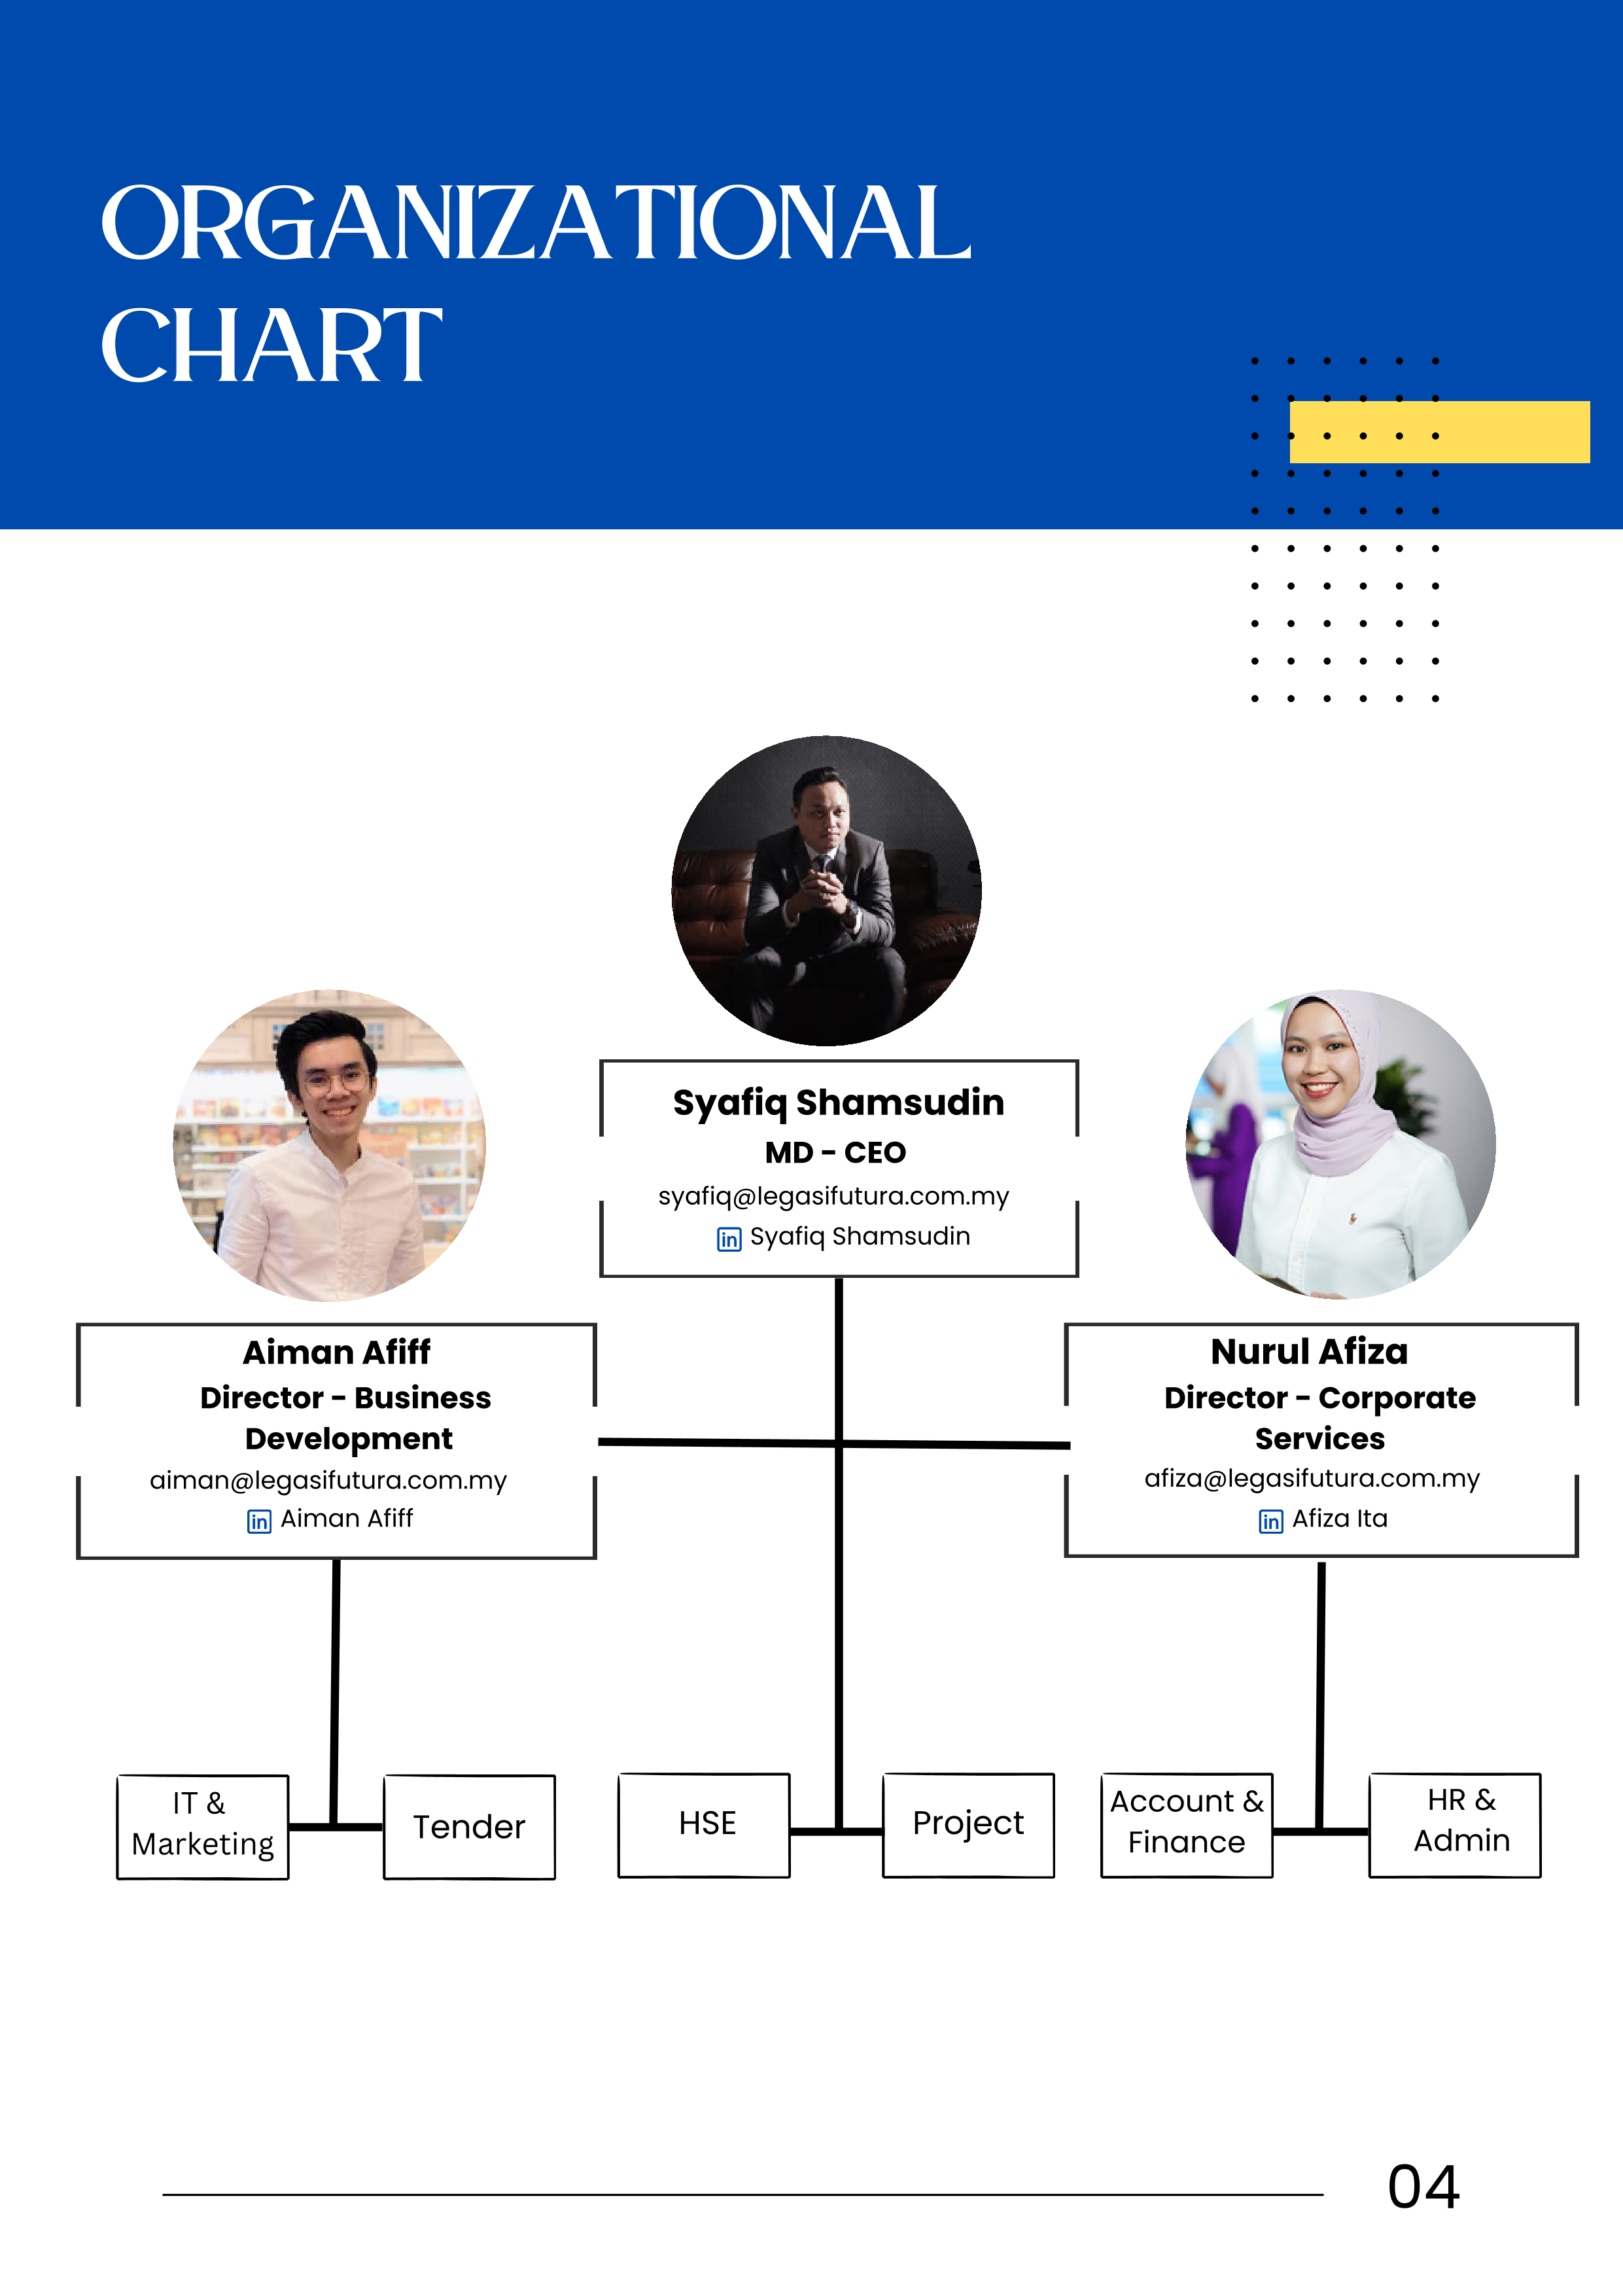 ORGANIZATIONAL
CHART
Syafiq Shamsudin
MD - CEO
syafiq@legasifutura.com.my
in Syafiq Shamsudin
Aiman Afiff
Director - Business
Development
aiman@legasifutura.com.my
in Aiman Afiff
Nurul Afiza
Director - Corporate
Services
afiza@legasifutura.com.my
in Afiza Ita
IT &
Marketing
Tender
HSE
Project
Account &
Finance
HR &
Admin
04